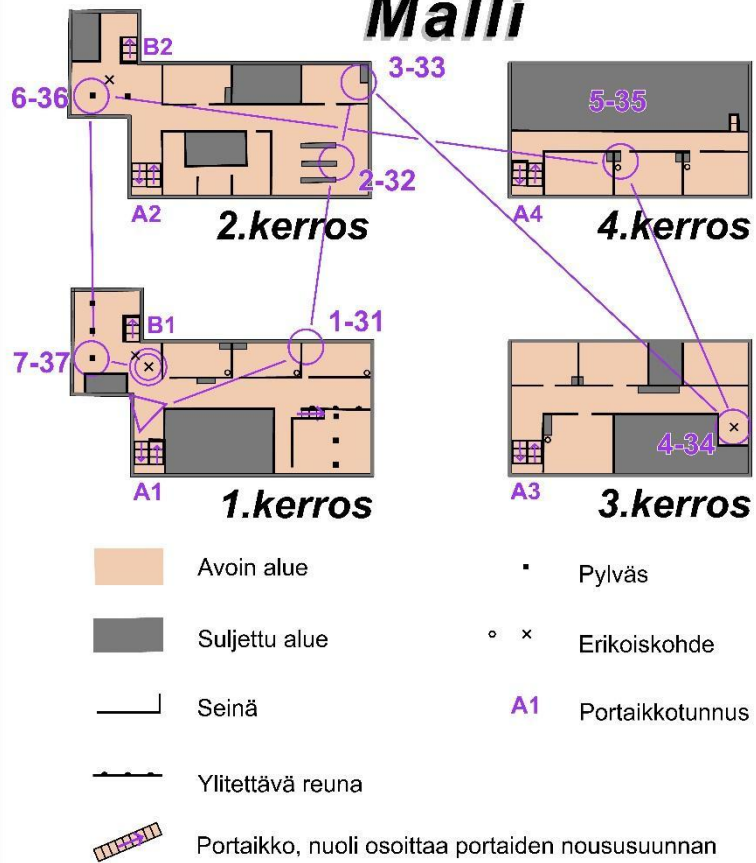 Malli
B2
3-33
6-36
5-35
2-32
A2
A4
2.kerros
4.kerros
B1
1-31
7-37
4-34
A1
A3
1.kerros
3.kerros
Avoin alue
Pylväs
Suljettu alue
Erikoiskohde
Seinä
A1
Portaikkotunnus
Ylitettävä reuna
Portaikko, nuoli osoittaa portaiden noususuunnan